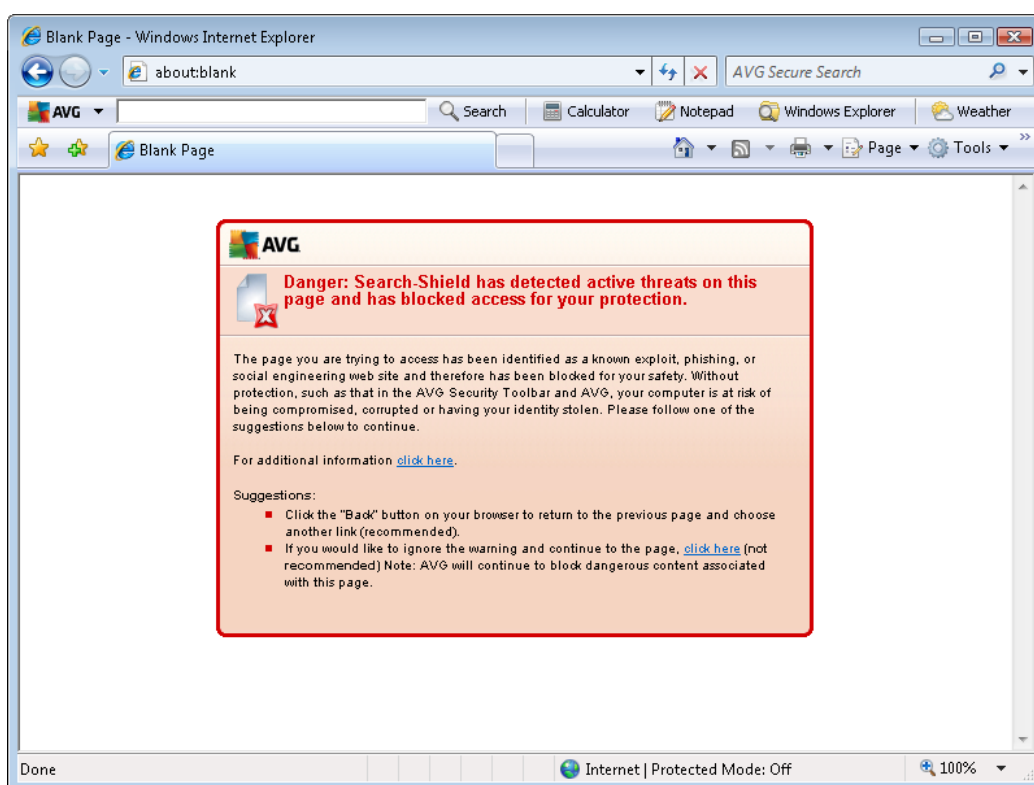 Blank Page - Windows Internet Explorer
about:blank
AVG Secure Search
AVG
Search
Calculator
Notepad
Windows Explorer
Weather
Blank Page
Page
Tools
AVG
Danger: Search-Shield has detected active threats on this
page and has blocked access for your protection.
The page you are trying to access has been identified as a known exploit, phishing, or
social engineering web site and therefore has been blocked for your safety. Without
protection, such as that in the AVG Security Toolbar and AVG, your computer is at risk of
being compromised, corrupted or having your identity stolen. Please follow one of the
suggestions below to continue.
For additional information click here.
Suggestions:
Click the "Back" button on your browser to return to the previous page and choose
another link (recommended).
If you would like to ignore the warning and continue to the page, click here (not
recommended) Note: AVG will continue to block dangerous content associated
with this page.
Done
Internet | Protected Mode: Off
100%